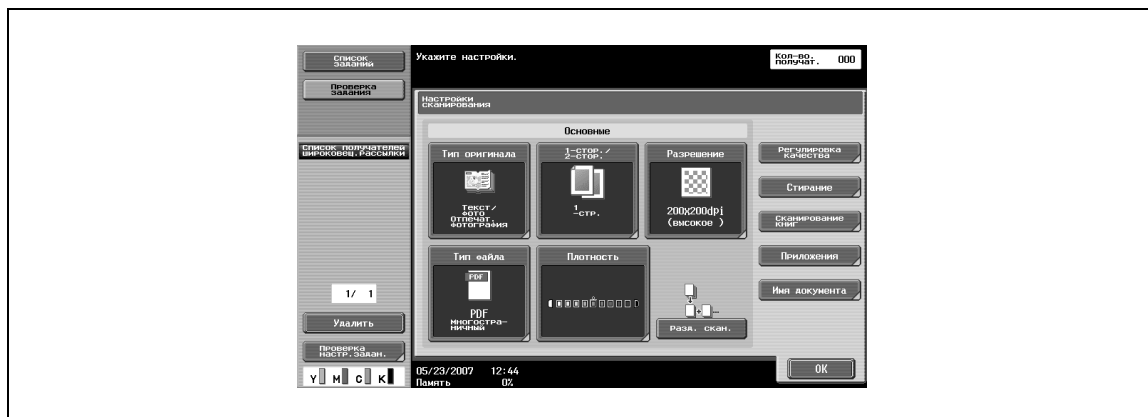 Список
заданий
Проверка
задания
Список получателей
широковещ.рассылки
1/ 1
Удалить
Проверка
настр.задан.
Y M C K
Укажите настройки.
Кол-во.
получат. 000
Настройки
сканирования
Основные
Тип оригинала
Текст/
Фото
Отпечат.
Фотография
1-стор./
2-стор.
1
-стр.
Разрешение
200x200dpi
(высокое )
Тип файла
PDF
PDF
Многостра-
ничный
Плотность
Разд. скан.
Регулировка
качества
Стирание
Сканирование
книг
Приложения
Имя документа
05/23/2007 12:44
Память 0%
OK